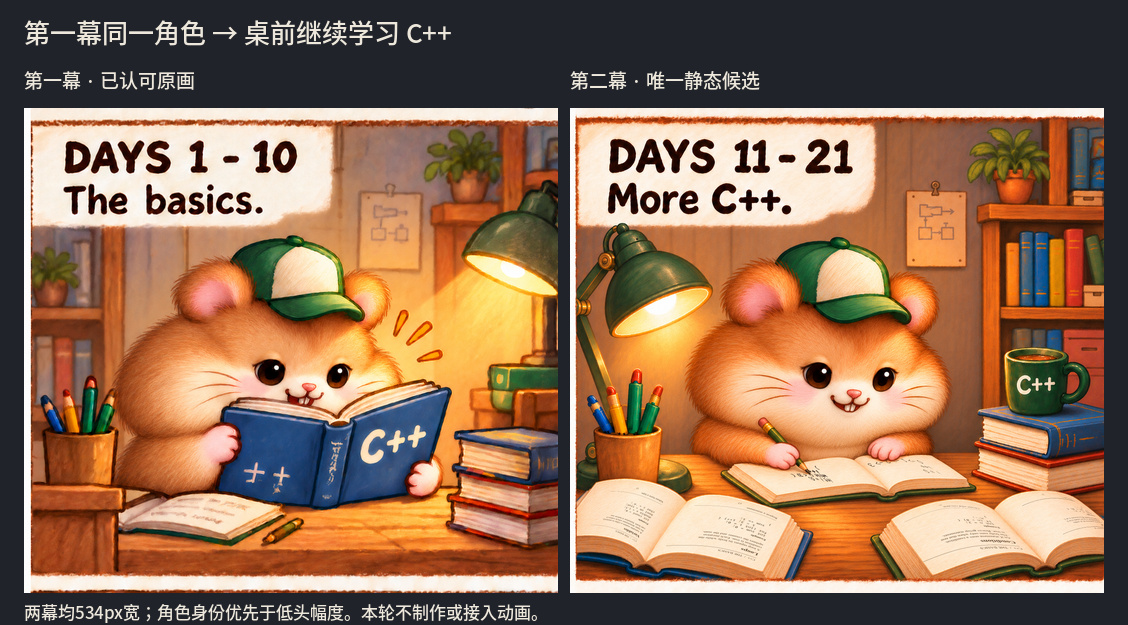 第一幕同一角色 → 桌前继续学习 C++
第一幕 · 已认可原画
第二幕 · 唯一静态候选
DAYS 1 - 10
The basics.
C++
DAYS 11 - 21
More C++.
C++
两幕均534px宽；角色身份优先于低头幅度。本轮不制作或接入动画。